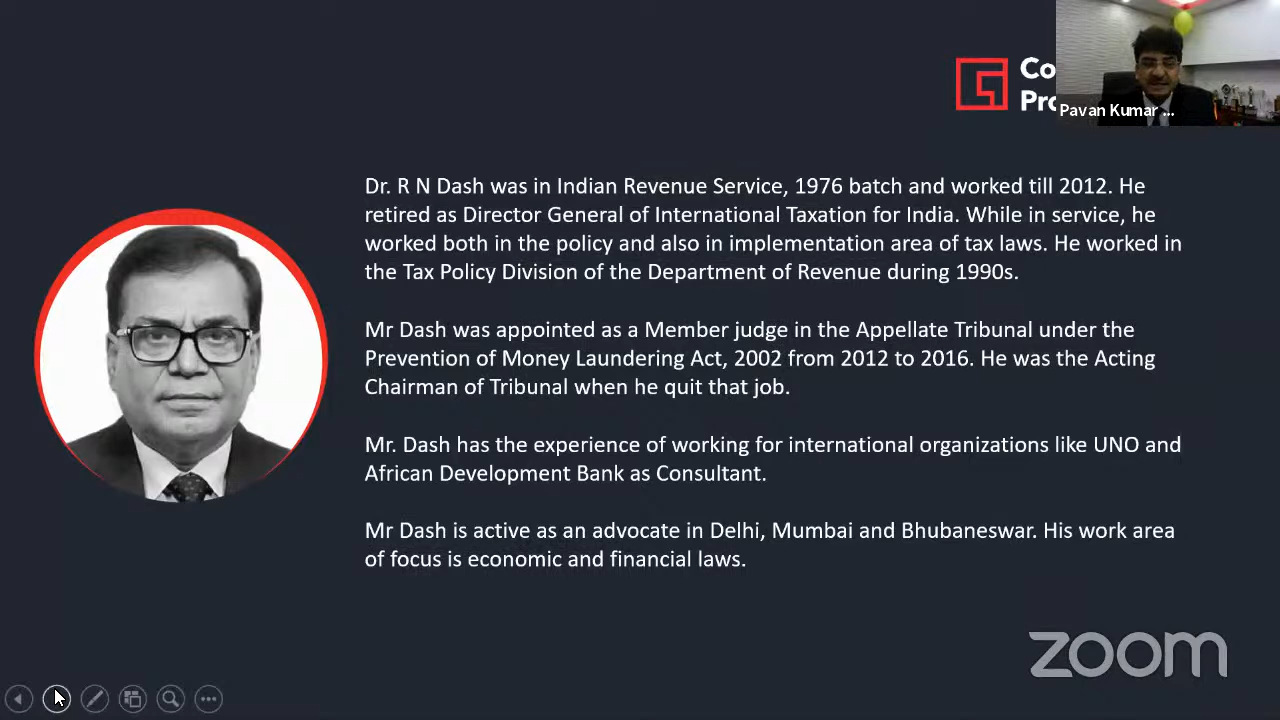 Co
Pro
Pavan Kumar ...
Dr. R N Dash was in Indian Revenue Service, 1976 batch and worked till 2012. He
retired as Director General of International Taxation for India. While in service, he
worked both in the policy and also in implementation area of tax laws. He worked in
the Tax Policy Division of the Department of Revenue during 1990s.
Mr Dash was appointed as a Member judge in the Appellate Tribunal under the
Prevention of Money Laundering Act, 2002 from 2012 to 2016. He was the Acting
Chairman of Tribunal when he quit that job.
Mr. Dash has the experience of working for international organizations like UNO and
African Development Bank as Consultant.
Mr Dash is active as an advocate in Delhi, Mumbai and Bhubaneswar. His work area
of focus is economic and financial laws.
zoom